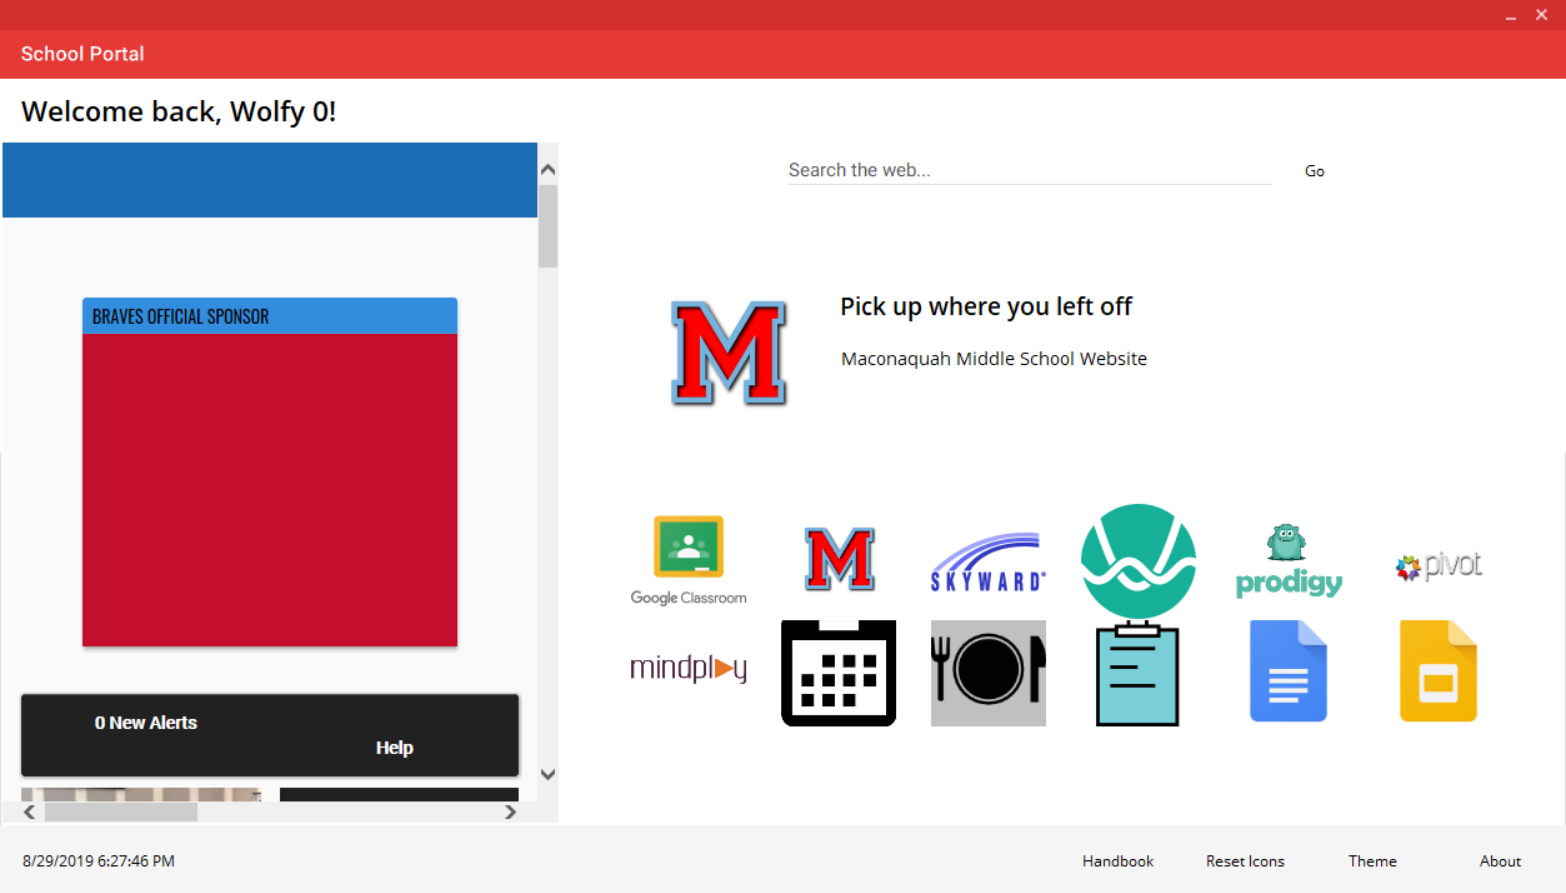 School Portal
Welcome back, Wolfy 0!
Search the web...
Go
BRAVES OFFICIAL SPONSOR
M
Pick up where you left off
Maconaquah Middle School Website
Google Classroom
M
SKYWARD®
prodigy
pivot
mindplay
0 New Alerts
Help
8/29/2019 6:27:46 PM
Handbook
Reset Icons
Theme
About